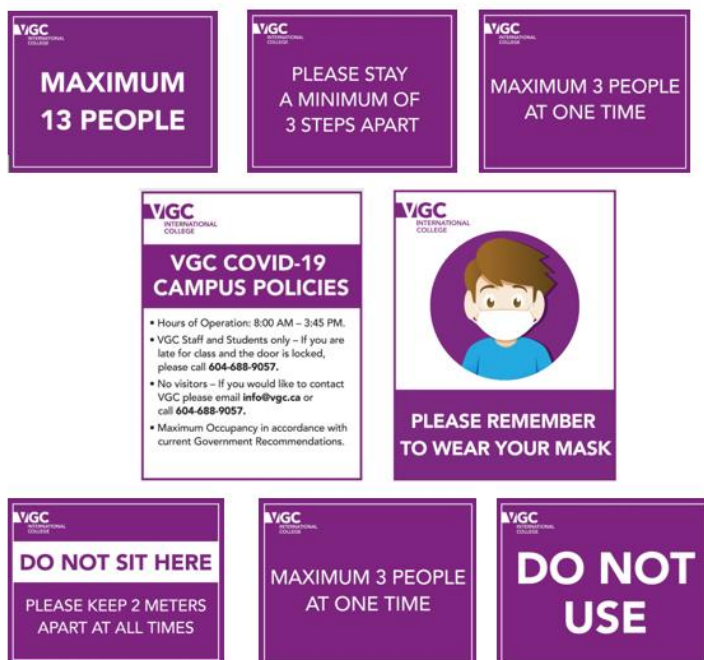 VGC
INTERNATIONAL
COLLEGE
MAXIMUM
13 PEOPLE
VGC
INTERNATIONAL
COLLEGE
PLEASE STAY
A MINIMUM OF
3 STEPS APART
VGC
INTERNATIONAL
COLLEGE
MAXIMUM 3 PEOPLE
AT ONE TIME
VGC
INTERNATIONAL
COLLEGE
VGC COVID-19
CAMPUS POLICIES
• Hours of Operation: 8:00 AM – 3:45 PM.
• VGC Staff and Students only – If you are
late for class and the door is locked,
please call 604-688-9057.
• No visitors – If you would like to contact
VGC please email info@vgc.ca or
call 604-688-9057.
• Maximum Occupancy in accordance with
current Government Recommendations.
VGC
INTERNATIONAL
COLLEGE
PLEASE REMEMBER
TO WEAR YOUR MASK
VGC
INTERNATIONAL
COLLEGE
DO NOT SIT HERE
PLEASE KEEP 2 METERS
APART AT ALL TIMES
VGC
INTERNATIONAL
COLLEGE
MAXIMUM 3 PEOPLE
AT ONE TIME
VGC
INTERNATIONAL
COLLEGE
DO NOT
USE